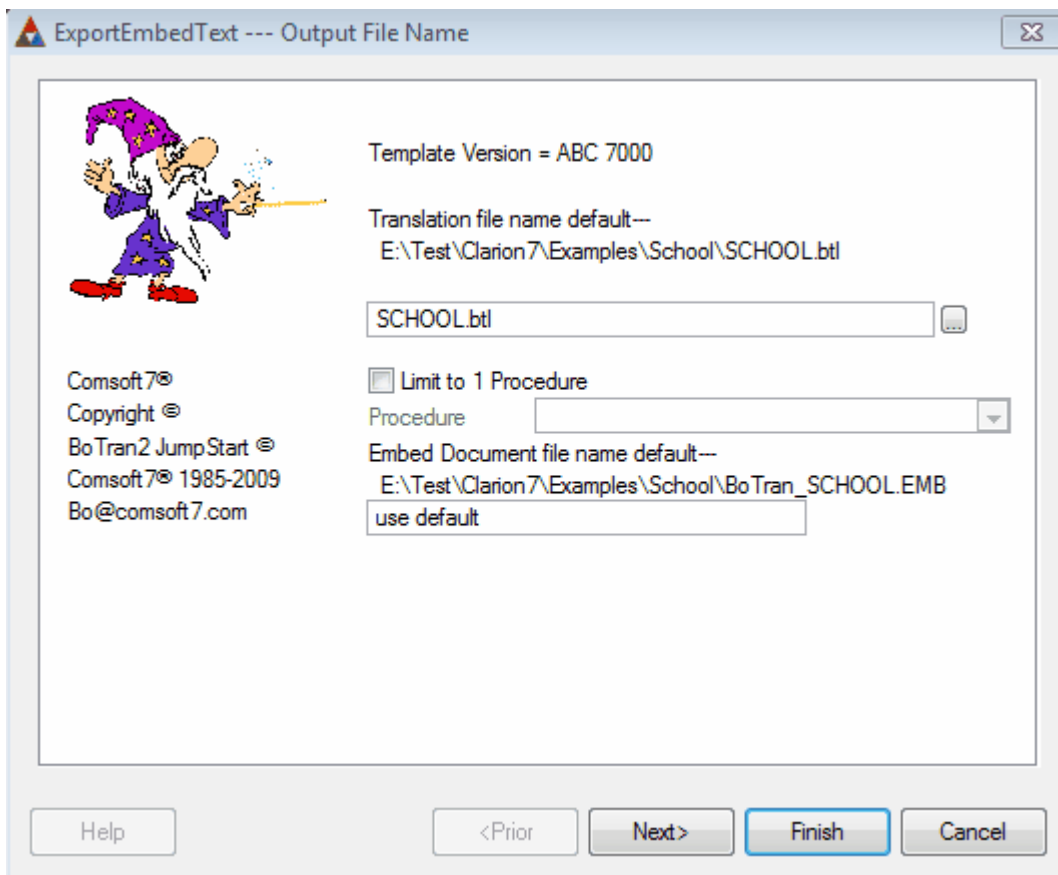 ExportEmbedText --- Output File Name
Template Version = ABC 7000
Translation file name default---
E:\Test\Clarion7\Examples\School\SCHOOL.btl
SCHOOL.btl
...
Comsoft7®
Copyright ©
BoTran2 JumpStart ©
Comsoft7® 1985-2009
Bo@comsoft7.com
Limit to 1 Procedure
Procedure
Embed Document file name default---
E:\Test\Clarion7\Examples\School\BoTran_SCHOOL.EMB
use default
Help
<Prior
Next>
Finish
Cancel